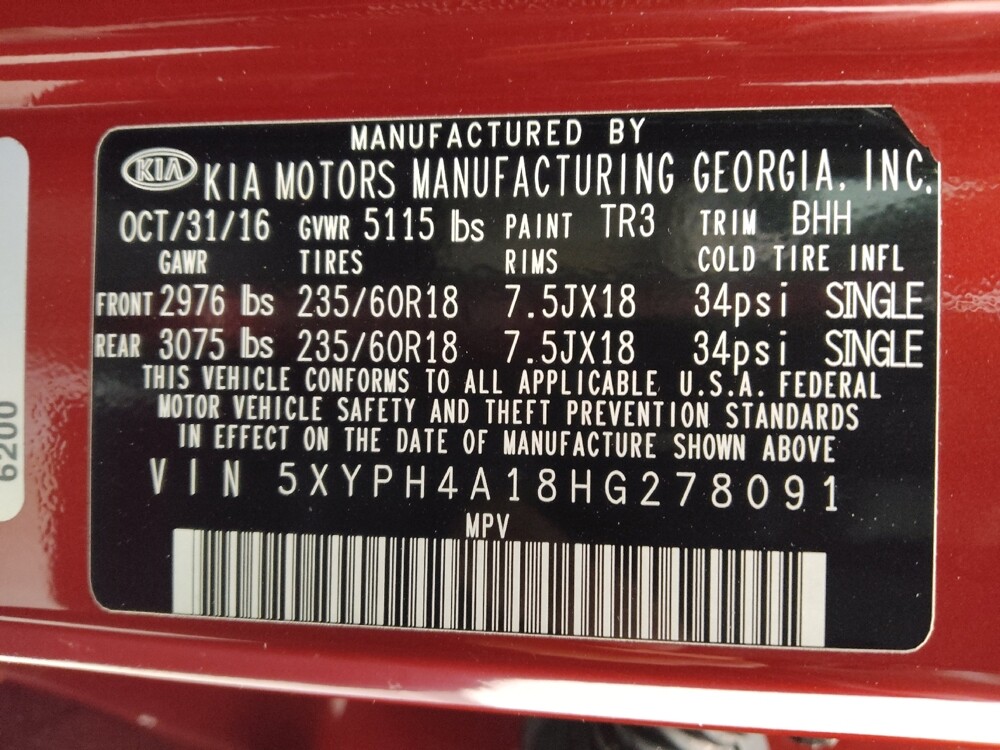 MANUFACTURED BY
KIA KIA MOTORS MANUFACTURING GEORGIA, INC.
OCT/31/16 GVWR 5115 lbs PAINT TR3 TRIM BHH
GAWR TIRES RIMS COLD TIRE INFL
FRONT 2976 lbs 235/60R18 7.5JX18 34psi SINGLE
REAR 3075 lbs 235/60R18 7.5JX18 34psi SINGLE
THIS VEHICLE CONFORMS TO ALL APPLICABLE U.S.A. FEDERAL
MOTOR VEHICLE SAFETY AND THEFT PREVENTION STANDARDS
IN EFFECT ON THE DATE OF MANUFACTURE SHOWN ABOVE
VIN 5XYPH4A18HG278091
MPV
6200